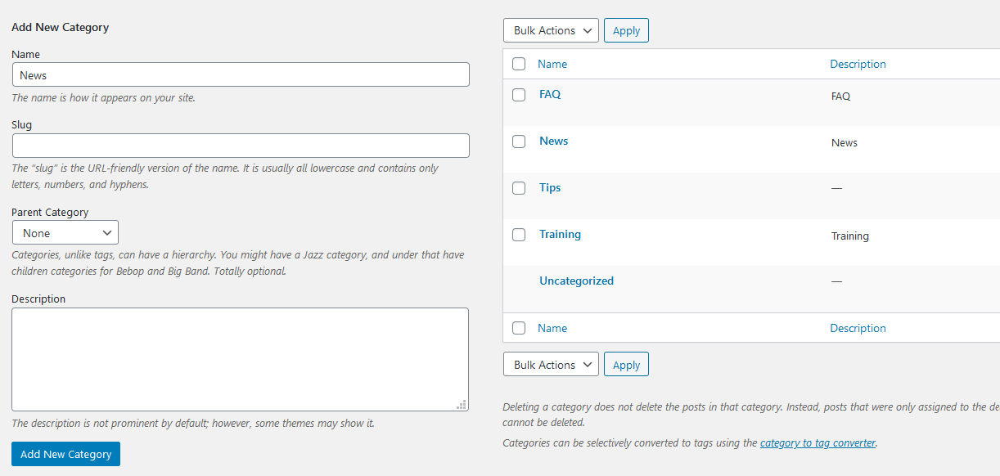 Add New Category
Name
News
The name is how it appears on your site.
Slug
The “slug” is the URL-friendly version of the name. It is usually all lowercase and contains only
letters, numbers, and hyphens.
Parent Category
None
Categories, unlike tags, can have a hierarchy. You might have a Jazz category, and under that have
children categories for Bebop and Big Band. Totally optional.
Description
The description is not prominent by default; however, some themes may show it.
Add New Category
Bulk Actions Apply
Name Description
FAQ FAQ
News News
Tips —
Training Training
Uncategorized —
Name Description
Bulk Actions Apply
Deleting a category does not delete the posts in that category. Instead, posts that were only assigned to the
cannot be deleted.
Categories can be selectively converted to tags using the category to tag converter.